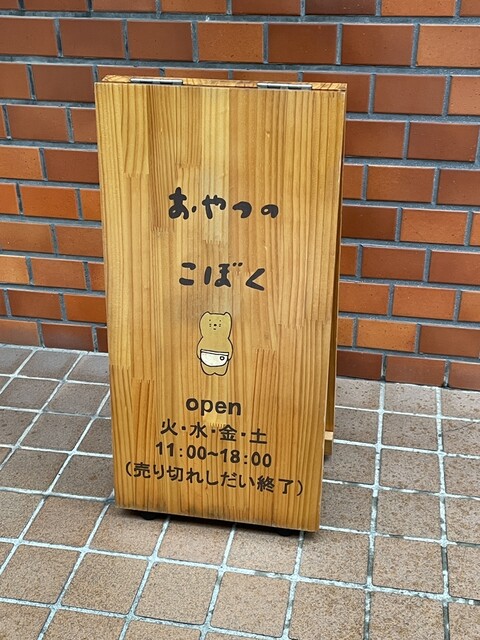 おやつの
こぼく
open
火・水・金・土
11:00~18:00
（売り切れしだい終了）